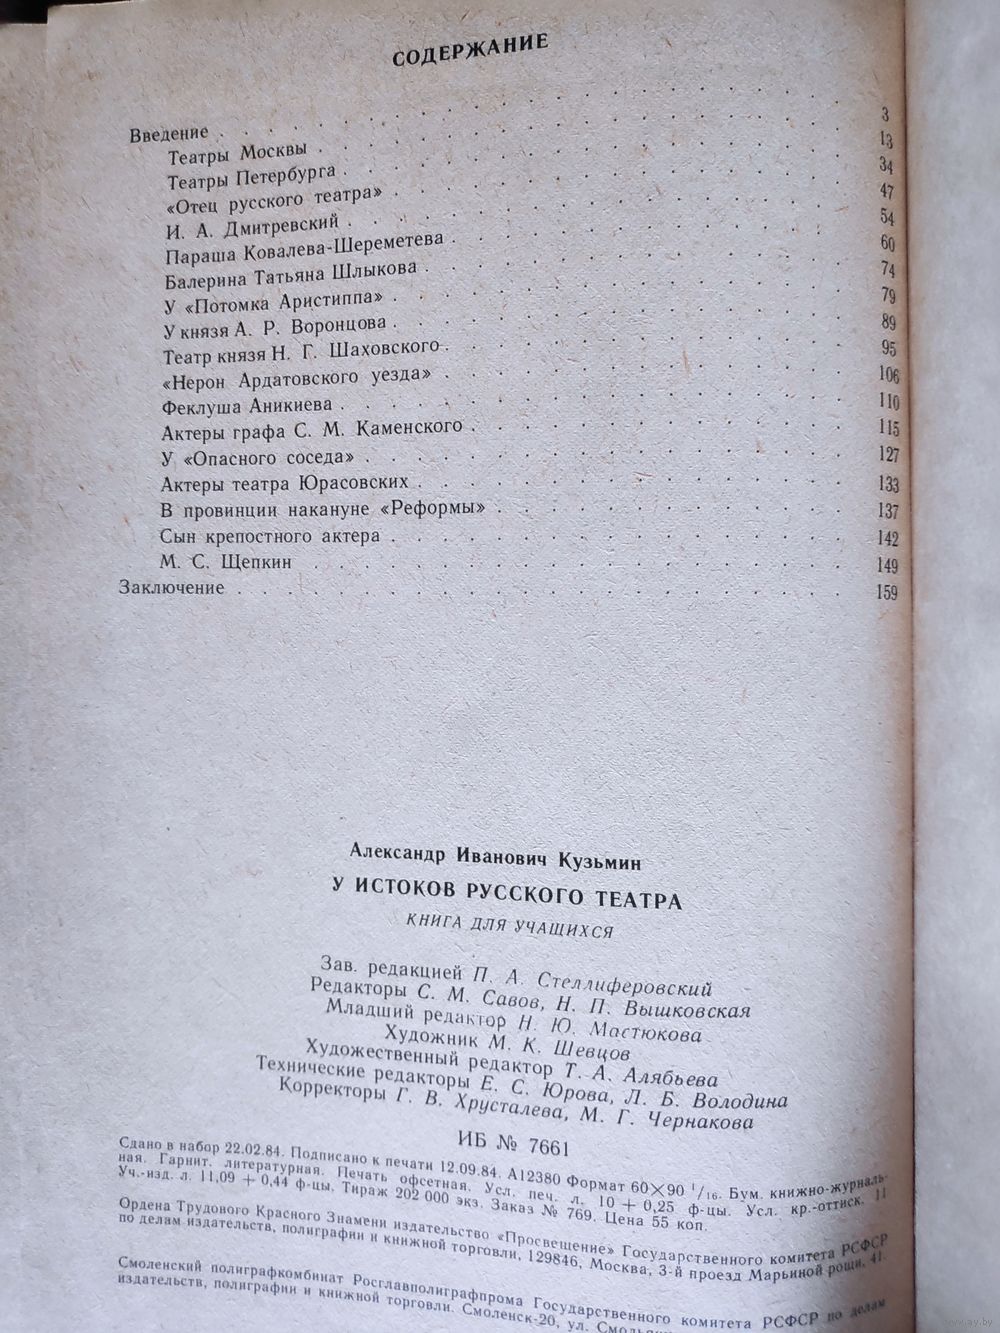 СОДЕРЖАНИЕ
Введение . . . 3
Театры Москвы . . . 13
Театры Петербурга . . . 34
«Отец русского театра» . . . 47
И. А. Дмитревский . . . 54
Параша Ковалева-Шереметева . . . 60
Балерина Татьяна Шлыкова . . . 74
У «Потомка Аристиппа» . . . 79
У князя А. Р. Воронцова . . . 89
Театр князя Н. Г. Шаховского . . . 95
«Нерон Ардатовского уезда» . . . 106
Феклуша Аникиева . . . 110
Актеры графа С. М. Каменского . . . 115
У «Опасного соседа» . . . 127
Актеры театра Юрасовских . . . 133
В провинции накануне «Реформы» . . . 137
Сын крепостного актера . . . 142
М. С. Щепкин . . . 149
Заключение . . . 159
Александр Иванович Кузьмин
У ИСТОКОВ РУССКОГО ТЕАТРА
КНИГА ДЛЯ УЧАЩИХСЯ
Зав. редакцией П. А. Стеллиферовский
Редакторы С. М. Савов, Н. П. Вышковская
Младший редактор Н. Ю. Мастюкова
Художник М. К. Шевцов
Художественный редактор Т. А. Алябьева
Технические редакторы Е. С. Юрова, Л. Б. Володина
Корректоры Г. В. Хрусталева, М. Г. Чернакова
ИБ № 7661
Сдано в набор 22.02.84. Подписано к печати 12.09.84. А12380 Формат 60×90 1/16. Бум. книжно-журналь-
ная. Гарнит. литературная. Печать офсетная. Усл. печ. л. 10 + 0,25 ф-цы. Усл. кр.-оттиск. 11
Уч.-изд. л. 11,09 + 0,44 ф-цы. Тираж 202 000 экз. Заказ № 769. Цена 55 коп.
Ордена Трудового Красного Знамени издательство «Просвещение» Государственного комитета РСФСР
по делам издательств, полиграфии и книжной торговли, 129846, Москва, 3-й проезд Марьиной рощи, 41.
Смоленский полиграфкомбинат Росглавполиграфпрома Государственного комитета РСФСР по делам
издательств, полиграфии и книжной торговли. Смоленск-20, ул.